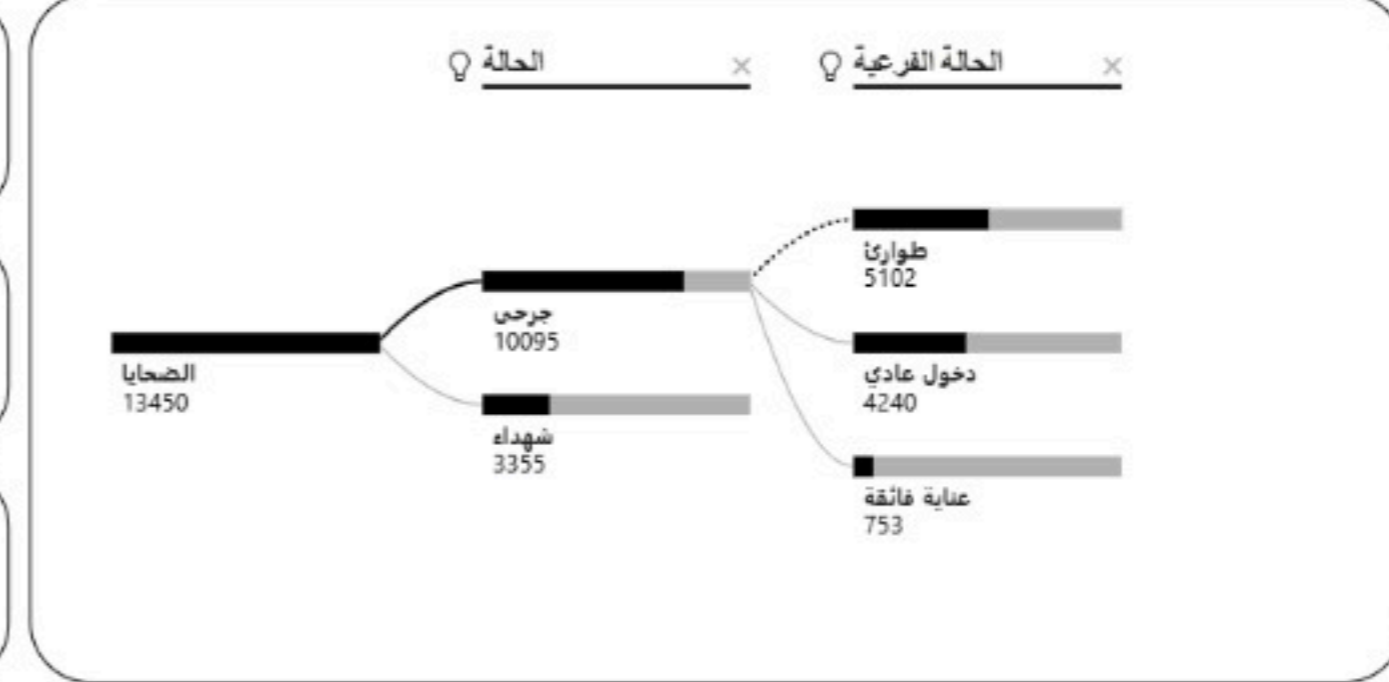 الحالة
الحالة الفرعية
الضحايا
13450
جرحى
10095
شهداء
3355
طوارئ
5102
دخول عادي
4240
عناية فائقة
753